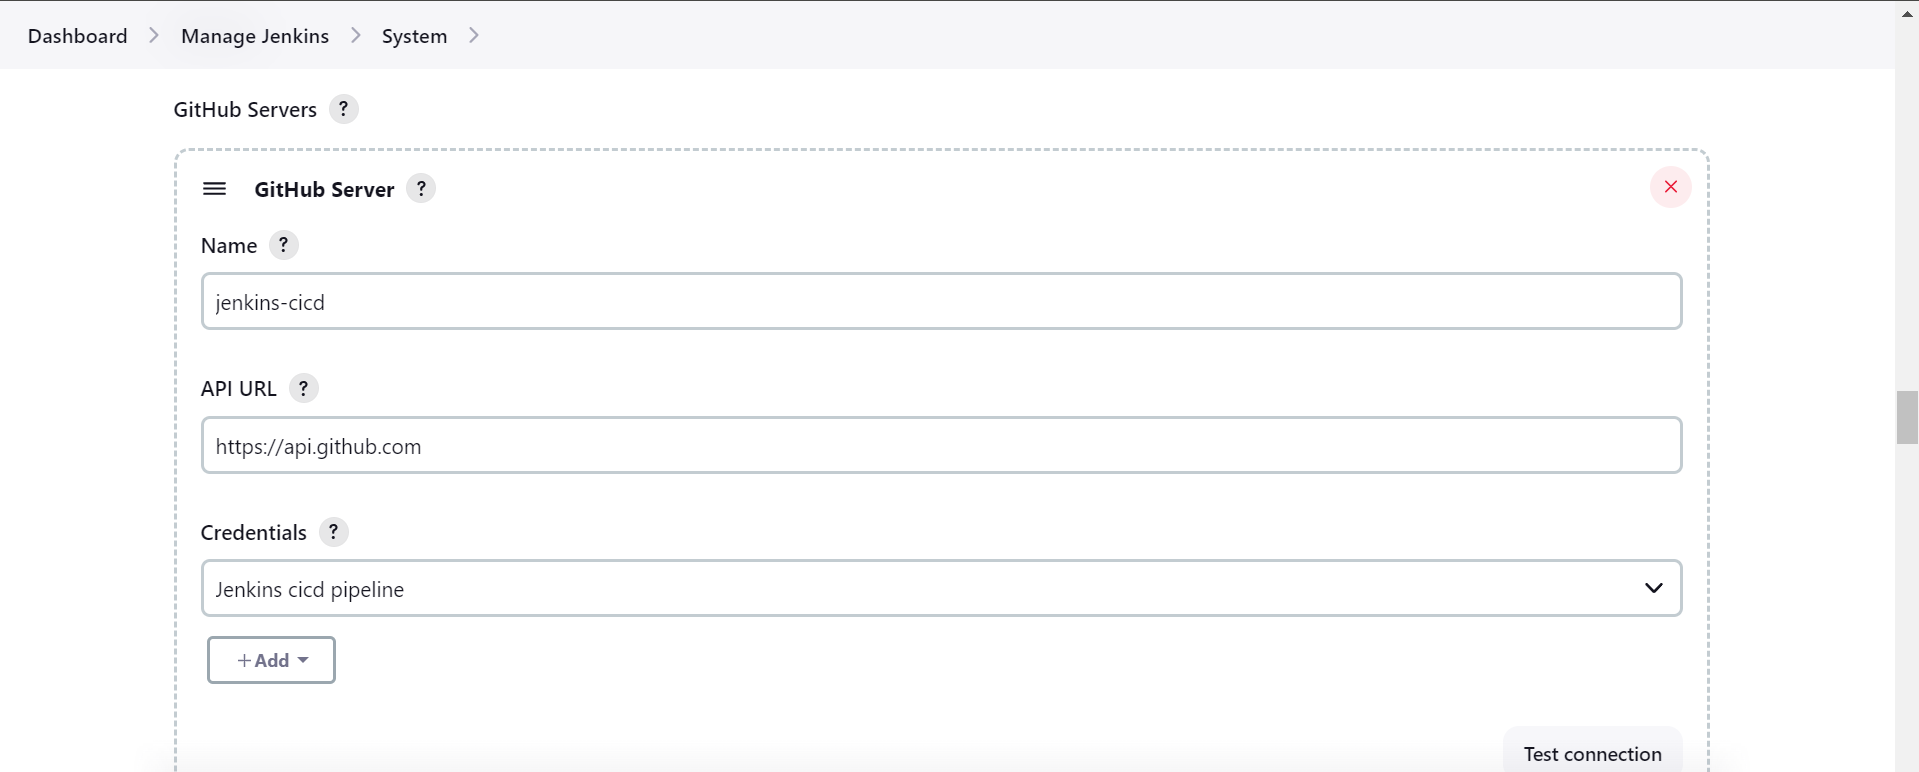 Dashboard > Manage Jenkins > System >
GitHub Servers ?
GitHub Server ?
Name ?
jenkins-cicd
API URL ?
https://api.github.com
Credentials ?
Jenkins cicd pipeline
+ Add
Test connection